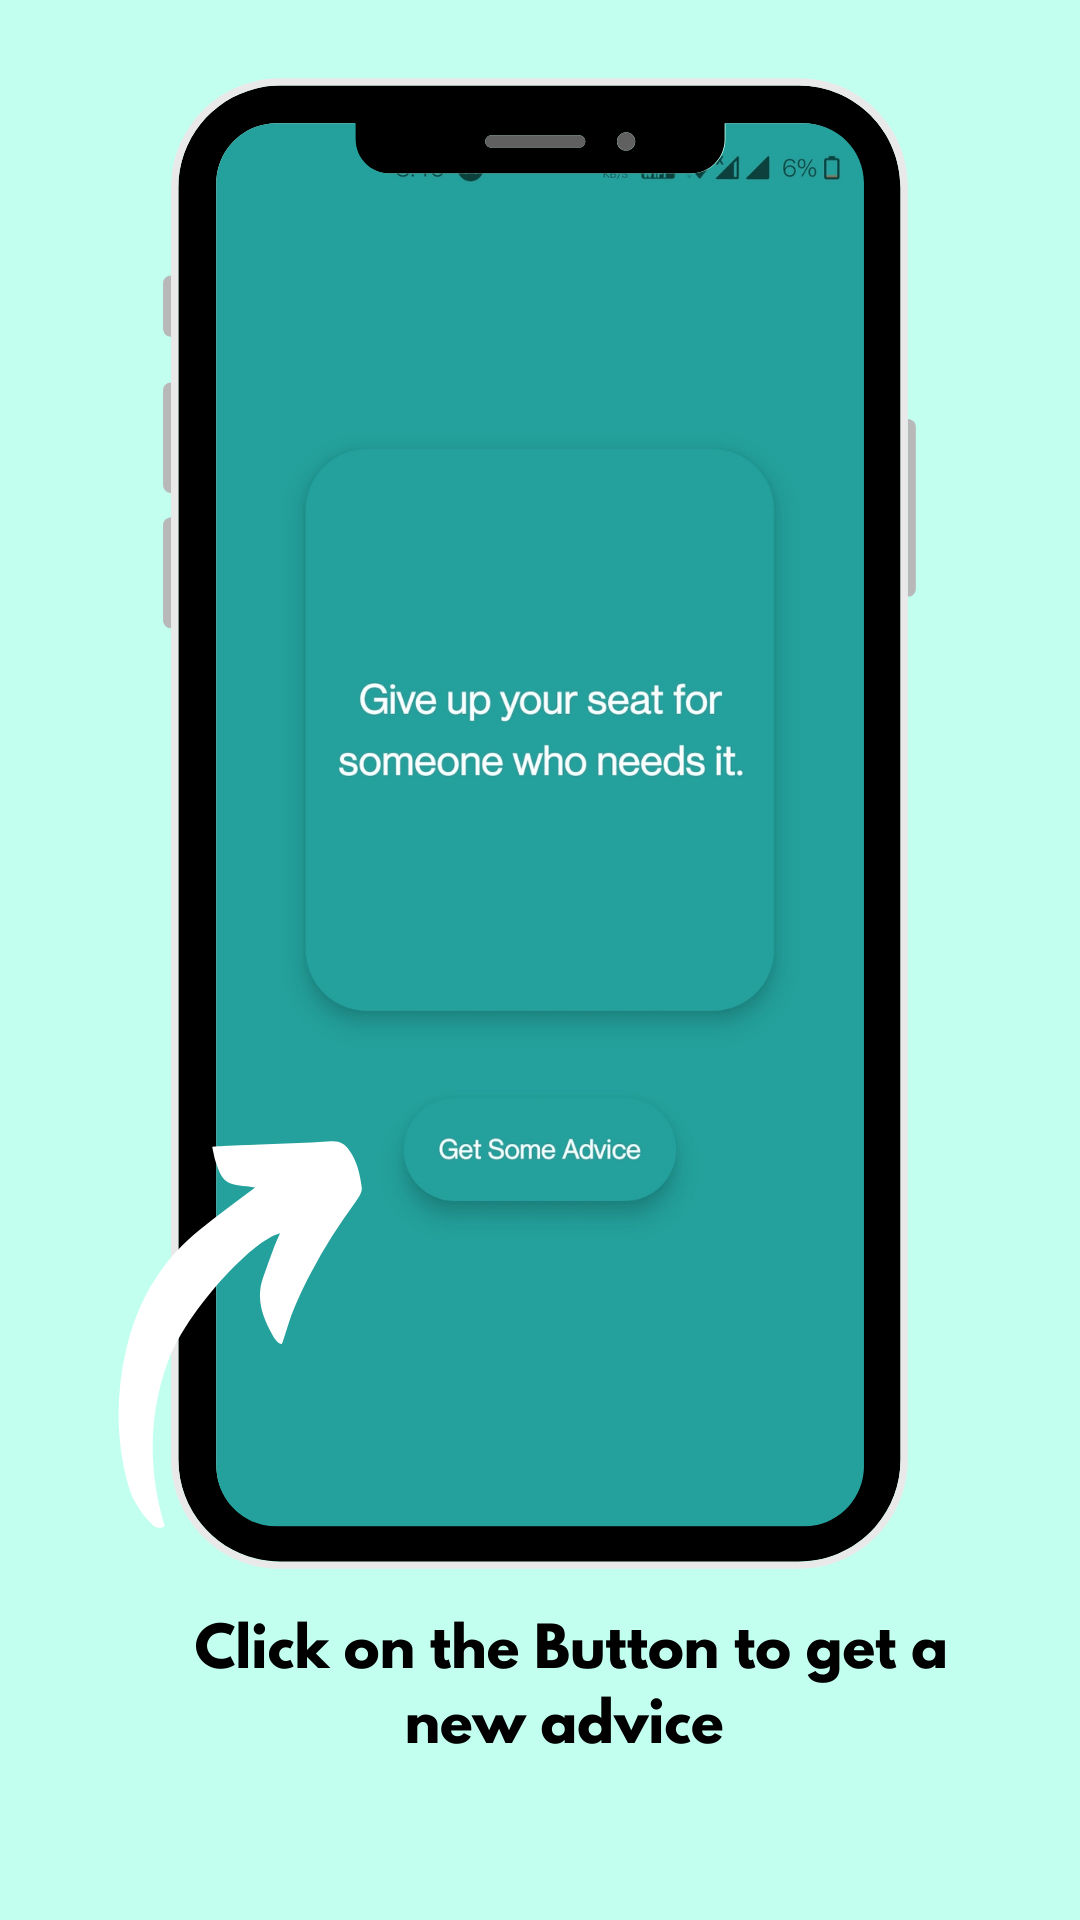 6%
Give up your seat for
someone who needs it.
Get Some Advice
Click on the Button to get a
new advice